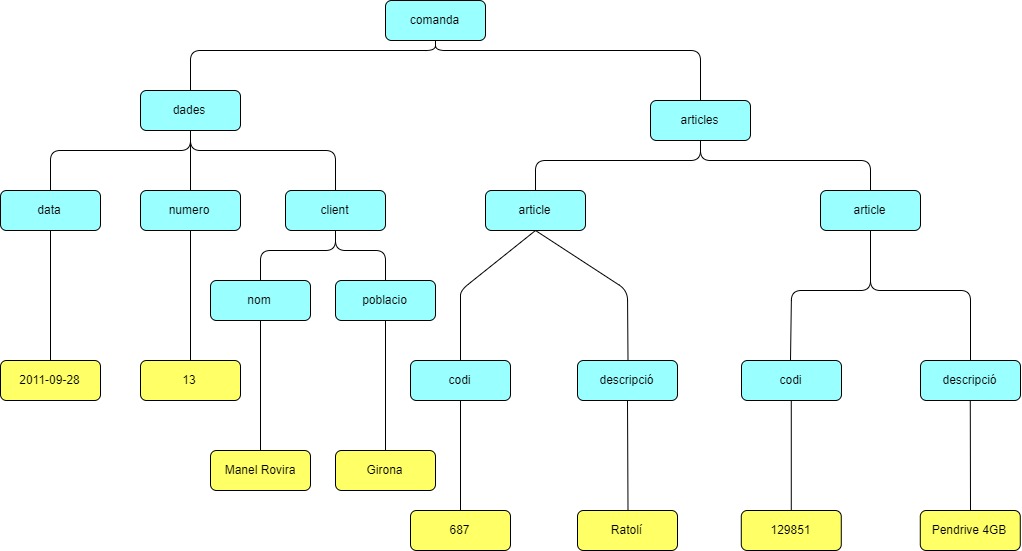 comanda
dades
articles
data
numero
client
article
article
nom
poblacio
2011-09-28
13
codi
descripció
codi
descripció
Manel Rovira
Girona
687
Ratolí
129851
Pendrive 4GB